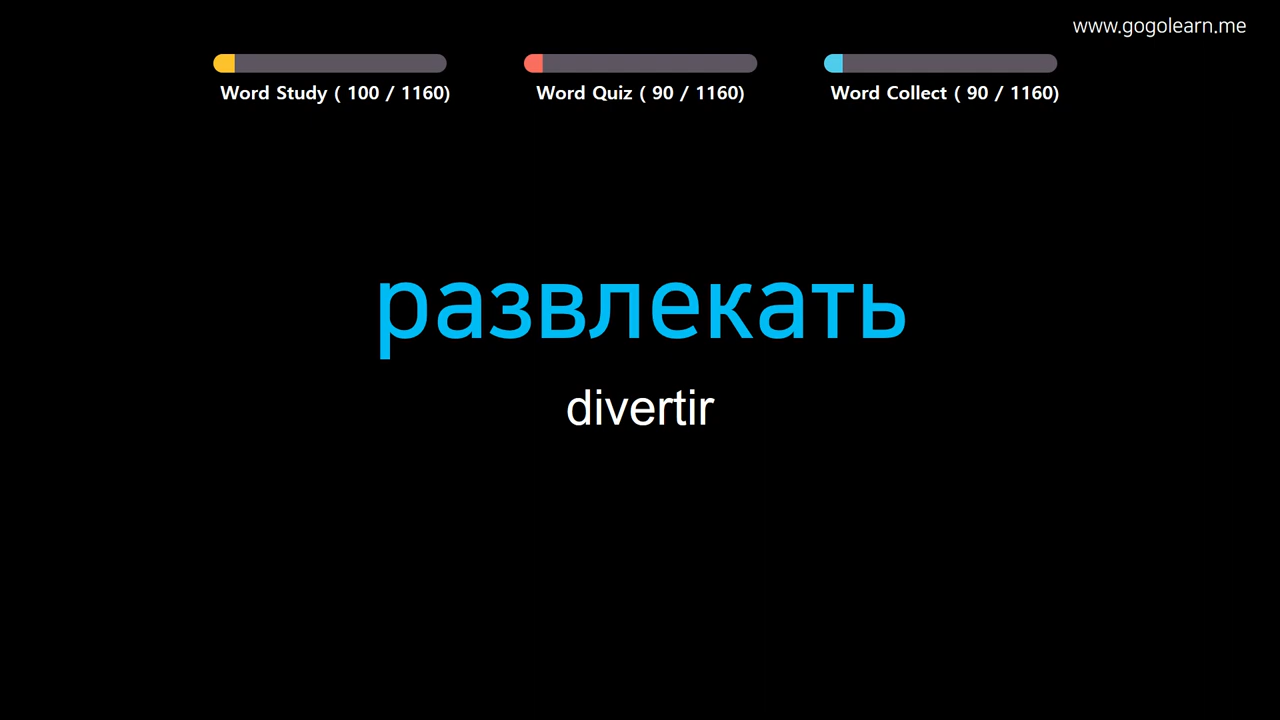 www.gogolearn.me
Word Study ( 100 / 1160)
Word Quiz ( 90 / 1160)
Word Collect ( 90 / 1160)
развлекать
divertir